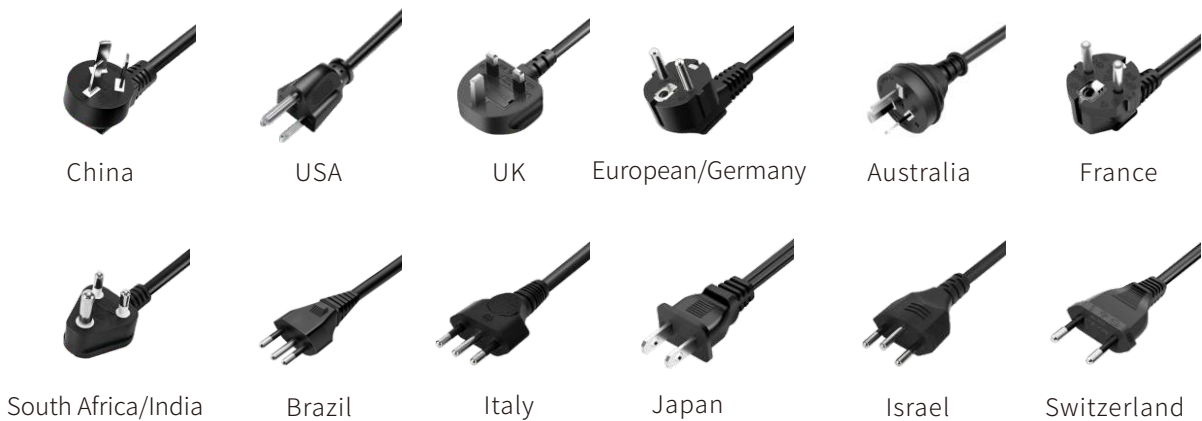 China
USA
UK
European/Germany
Australia
France
South Africa/India
Brazil
Italy
Japan
Israel
Switzerland